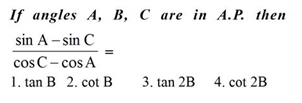 If angles A, B, C are in A.P. then
sin A – sin C
cos C – cos A
=
1. tan B 2. cot B 3. tan 2B 4. cot 2B